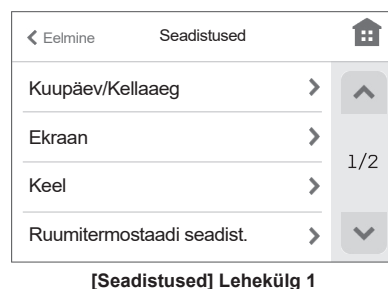 Eelmine
Seadistused
Kuupäev/Kellaaeg
Ekraan
1/2
Keel
Ruumitermostaadi seadist.
[Seadistused] Lehekülg 1